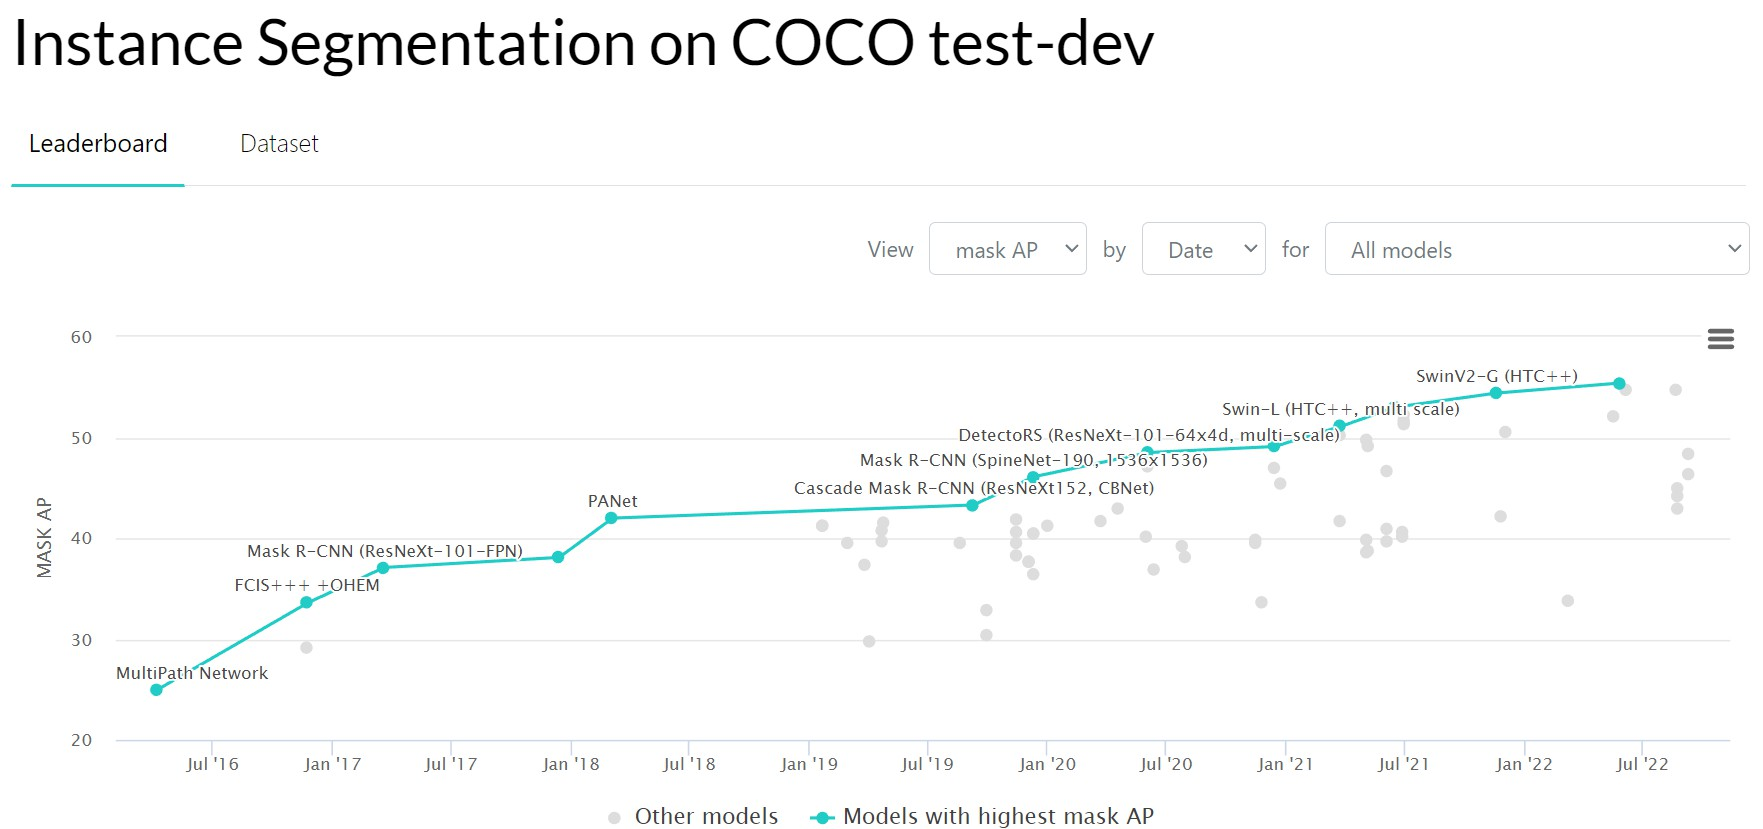 Instance Segmentation on COCO test-dev
Leaderboard Dataset
View mask AP by Date for All models
60
50
40
30
20
MASK AP
SwinV2-G (HTC++)
Swin-L (HTC++, multi scale)
DetectoRS (ResNeXt-101-64x4d, multi-scale)
Mask R-CNN (SpineNet-190, 1536x1536)
Cascade Mask R-CNN (ResNeXt152, CBNet)
PANet
Mask R-CNN (ResNeXt-101-FPN)
FCIS+++ +OHEM
MultiPath Network
Jul '16 Jan '17 Jul '17 Jan '18 Jul '18 Jan '19 Jul '19 Jan '20 Jul '20 Jan '21 Jul '21 Jan '22 Jul '22
Other models Models with highest mask AP